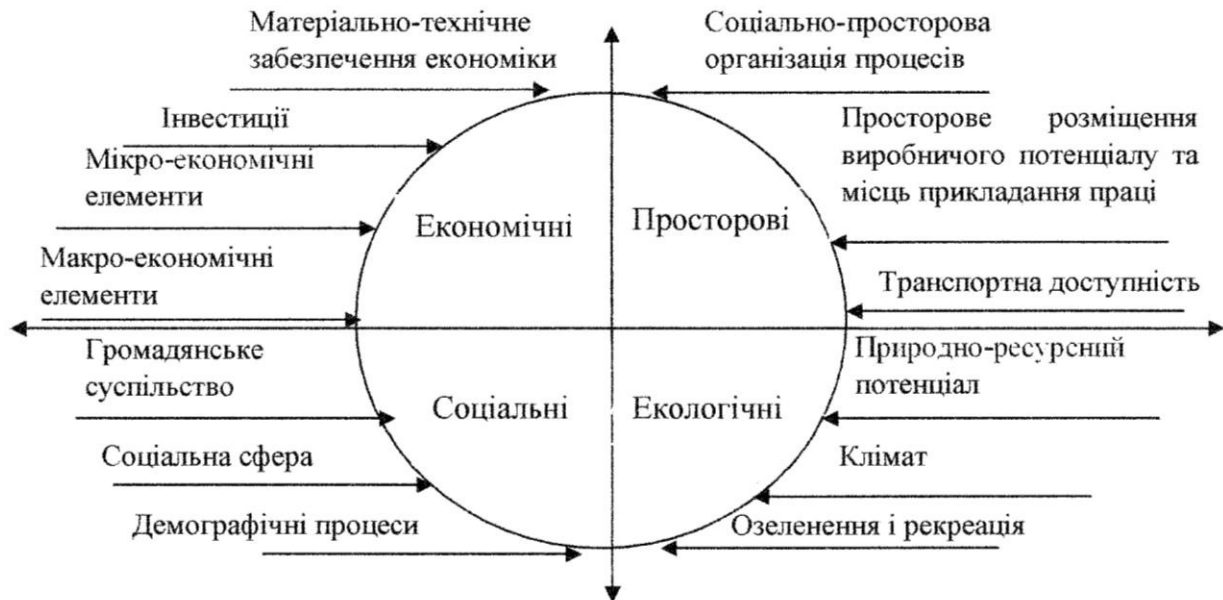 Матеріально-технічне
забезпечення економіки
Соціально-просторова
організація процесів
Інвестиції
Просторове розміщення
виробничого потенціалу та
місць прикладання праці
Мікро-економічні
елементи
Економічні
Просторові
Макро-економічні
елементи
Транспортна доступність
Громадянське
суспільство
Природно-ресурсний
потенціал
Соціальні
Екологічні
Соціальна сфера
Клімат
Демографічні процеси
Озеленення і рекреація